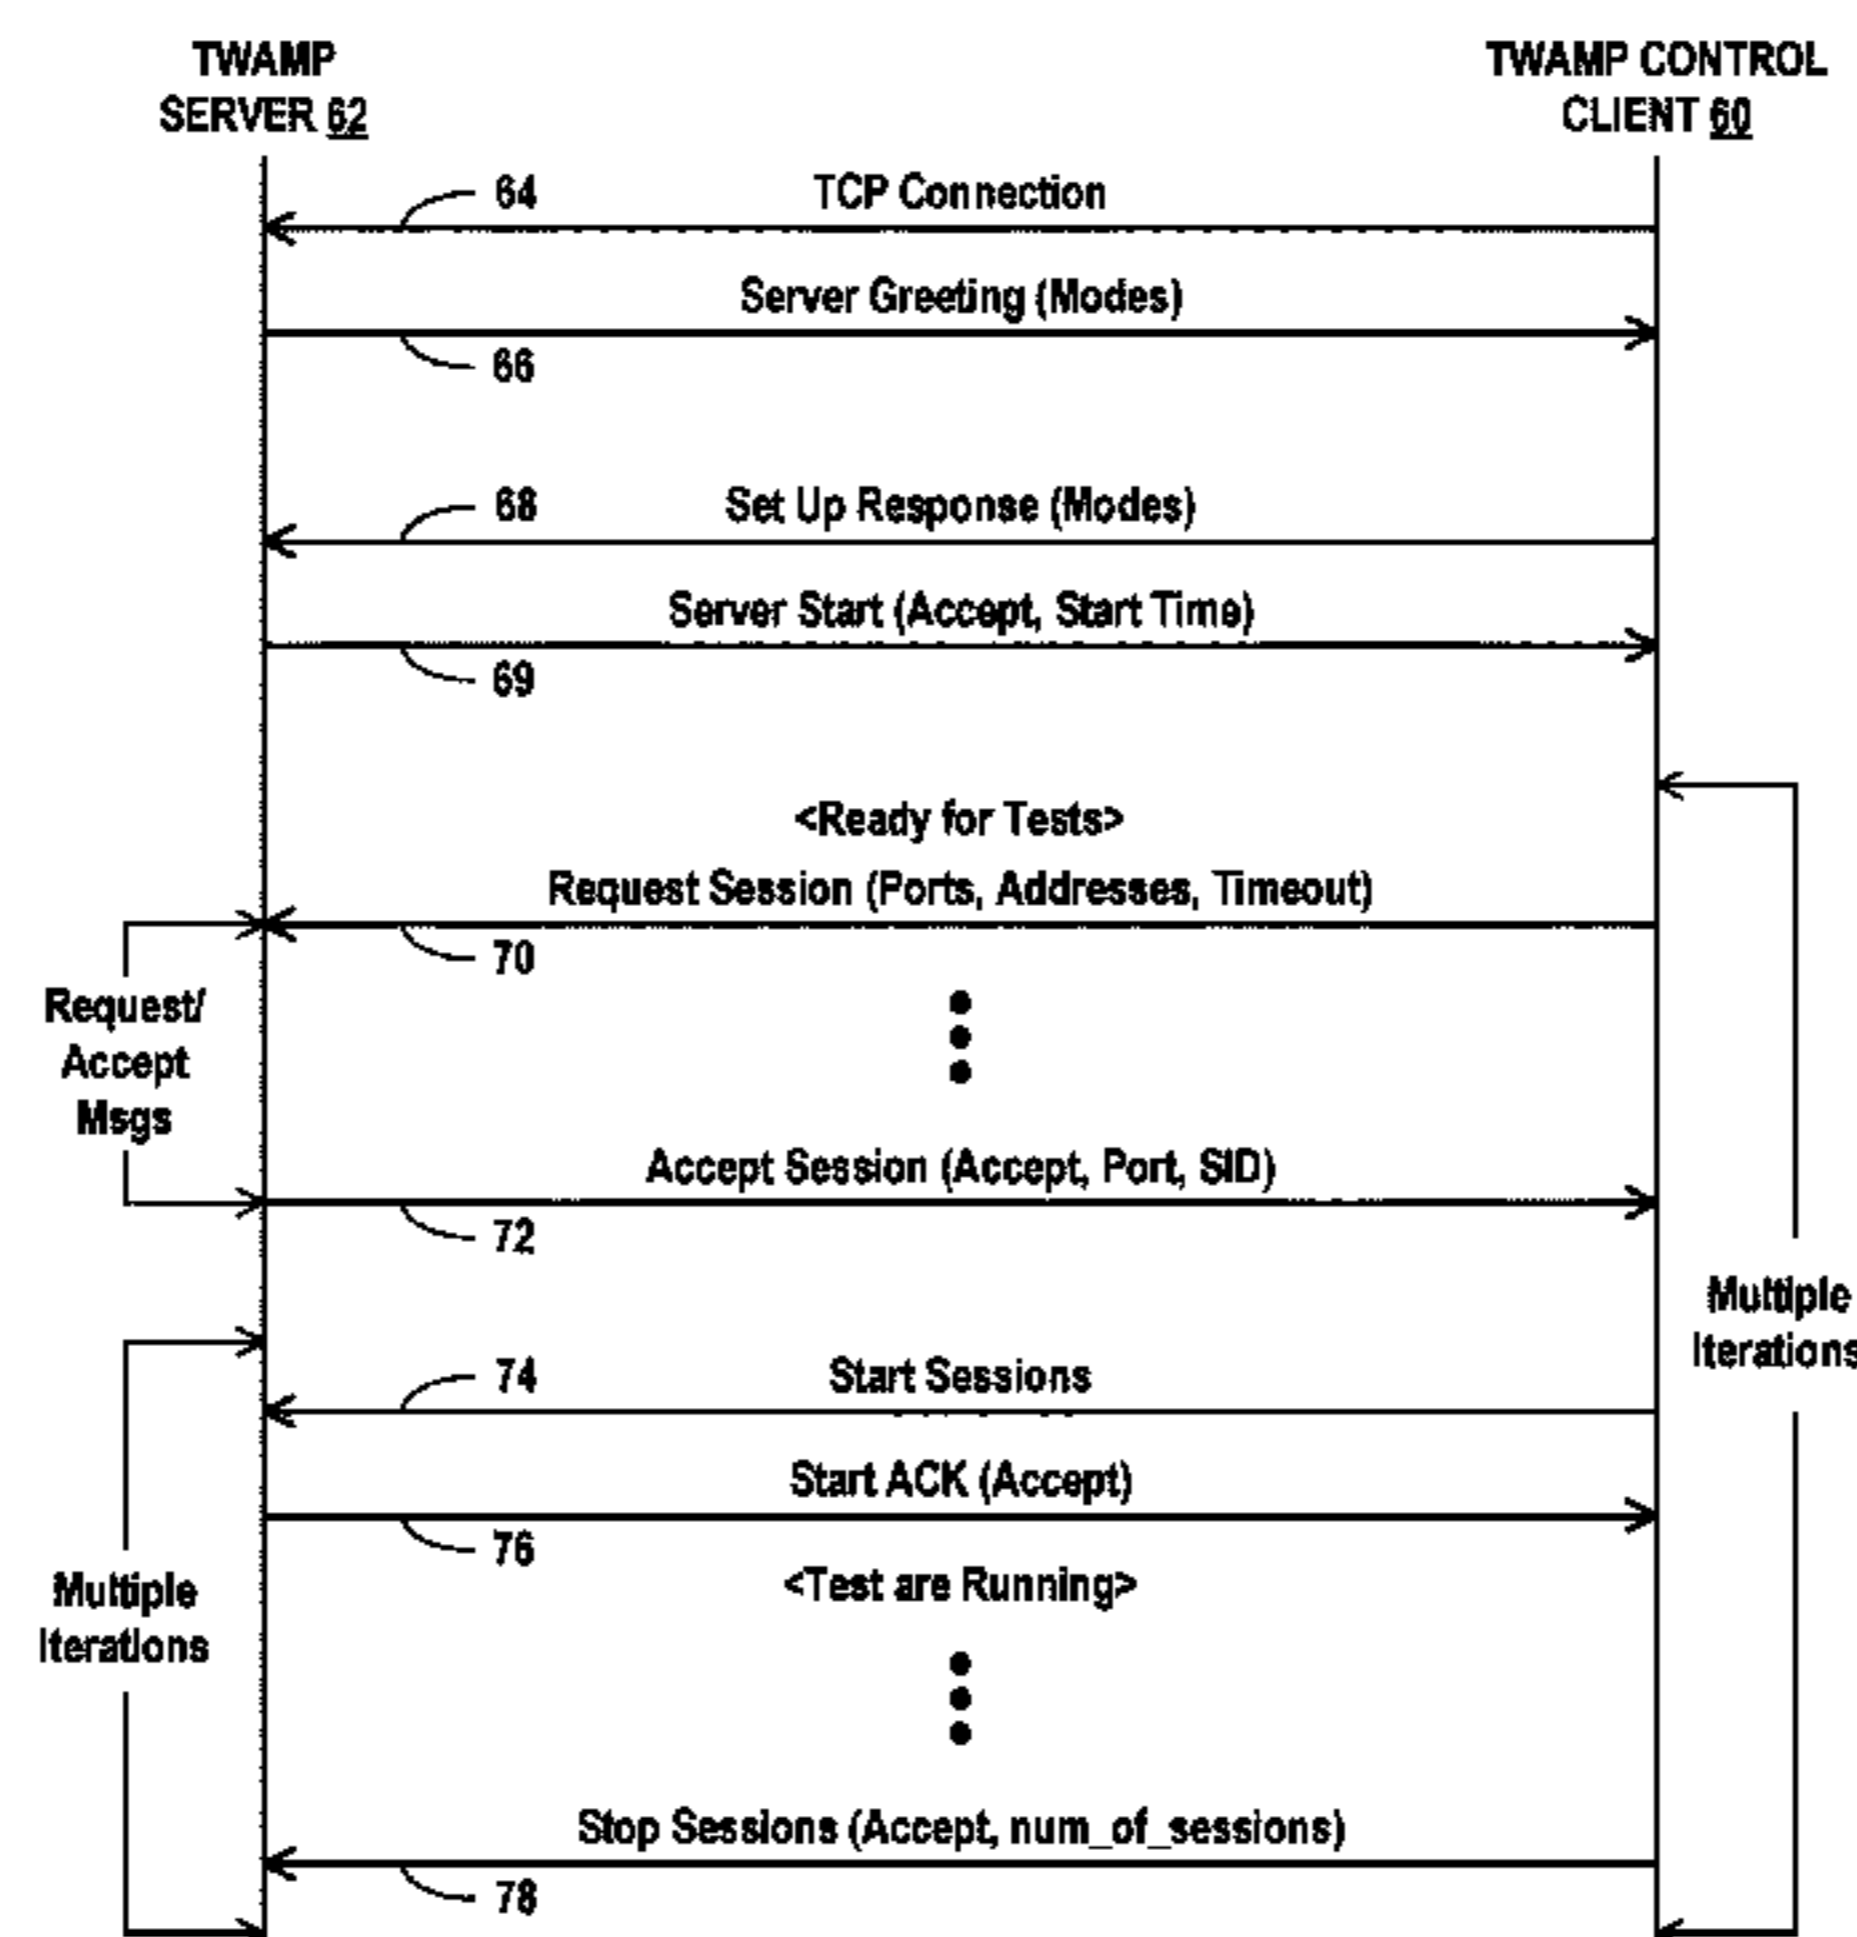 TWAMP
SERVER 62
TWAMP CONTROL
CLIENT 60
64
TCP Connection
Server Greeting (Modes)
66
68
Set Up Response (Modes)
Server Start (Accept, Start Time)
69
<Ready for Tests>
Request Session (Ports, Addresses, Timeout)
70
Request/
Accept
Msgs
Accept Session (Accept, Port, SID)
72
Multiple
Iterations
74
Start Sessions
Start ACK (Accept)
76
<Test are Running>
Multiple
Iterations
Stop Sessions (Accept, num_of_sessions)
78